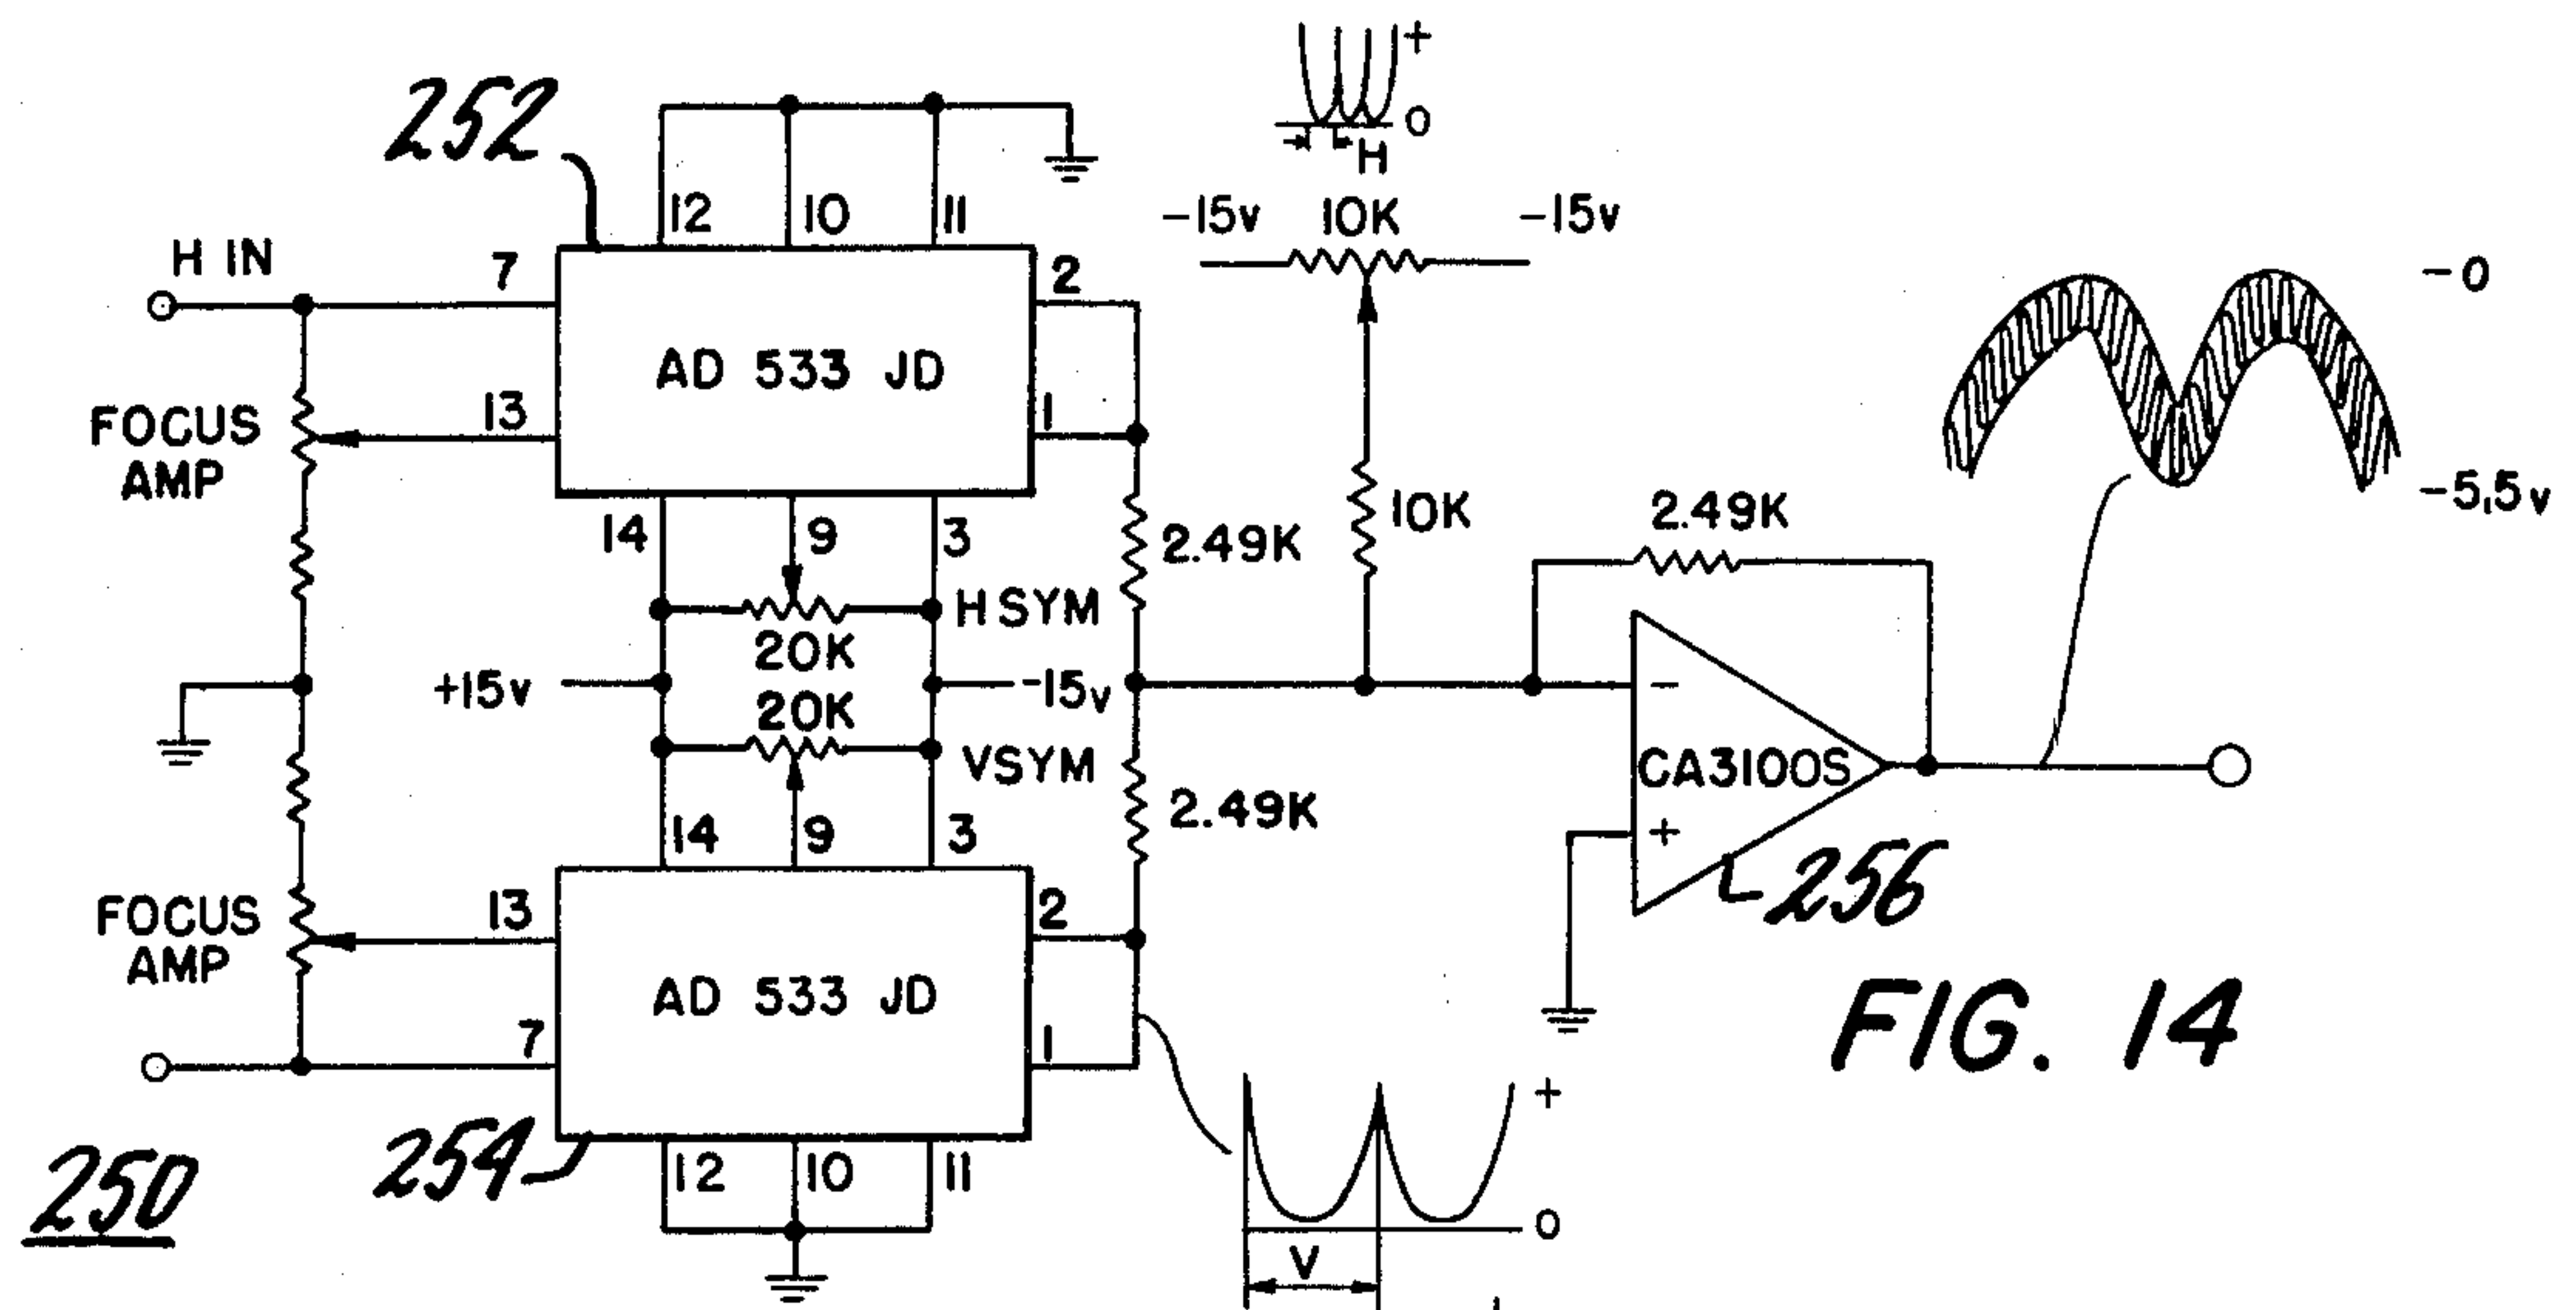 +
0
H
252
12 10 11
-15v 10K -15v
H IN
7
2
-0
AD 533 JD
FOCUS
AMP
13
1
-5.5v
14 9 3
2.49K
10K
2.49K
H SYM
20K
+15v
-15v
20K
V SYM
2.49K
CA3100S
-
+
256
14 9 3
FOCUS
AMP
13
2
AD 533 JD
7
1
FIG. 14
254
12 10 11
250
+
0
V